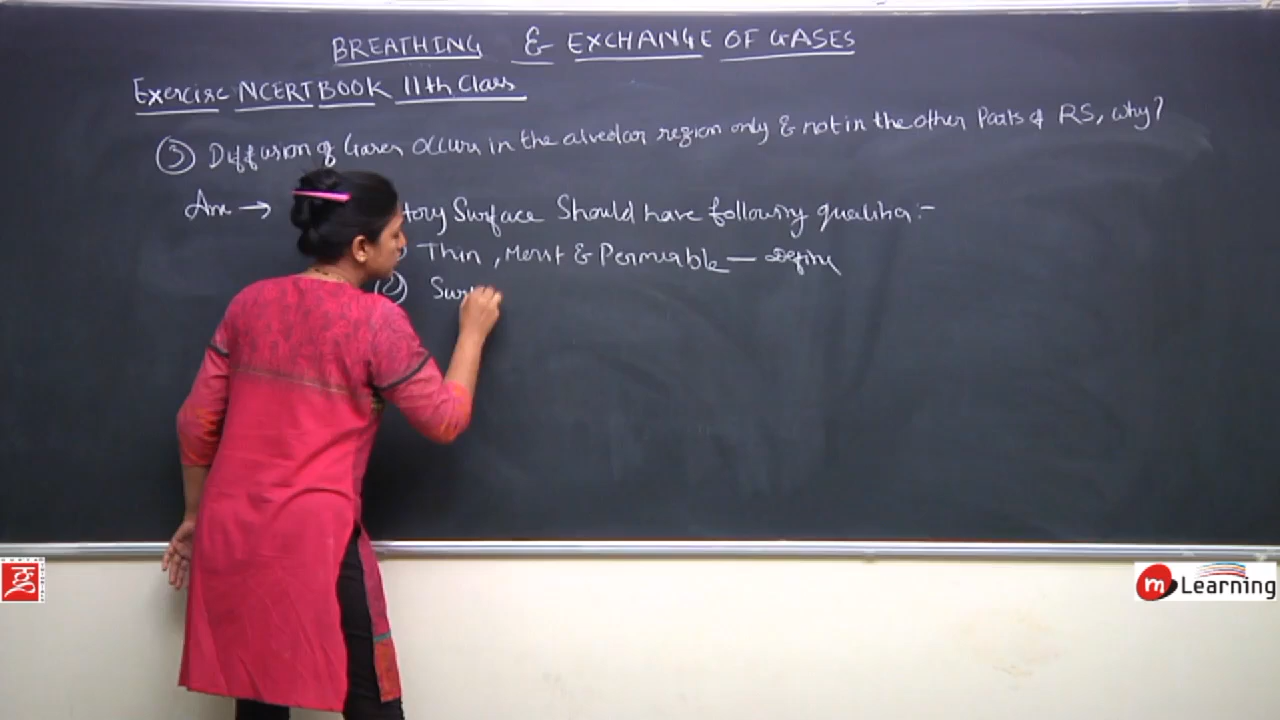 BREATHING & EXCHANGE OF GASES
Exercise NCERT BOOK 11th Class
③ Diffusion of Gases occurs in the alveolar region only & not in the other Parts of RS, why?
Ans → tory Surface Should have following qualities :-
) Thin, Moist & Permeable —
(2) Sur
m Learning